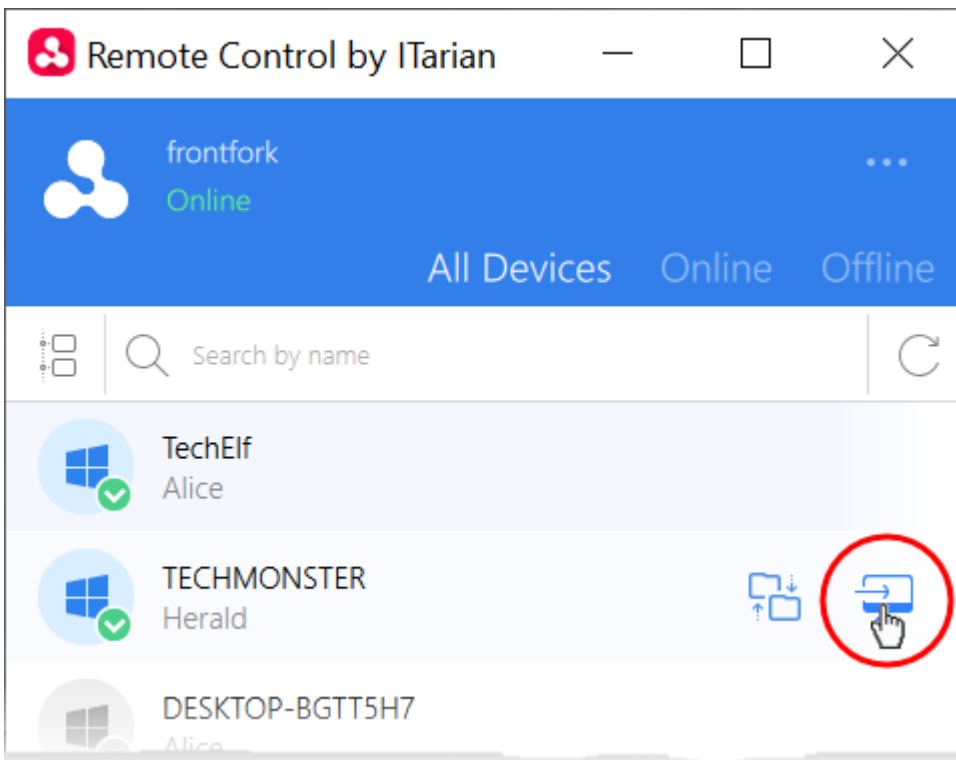 Remote Control by ITarian
frontfork
Online
All Devices Online Offline
Search by name
TechElf
Alice
TECHMONSTER
Herald
DESKTOP-BGTT5H7
Alice